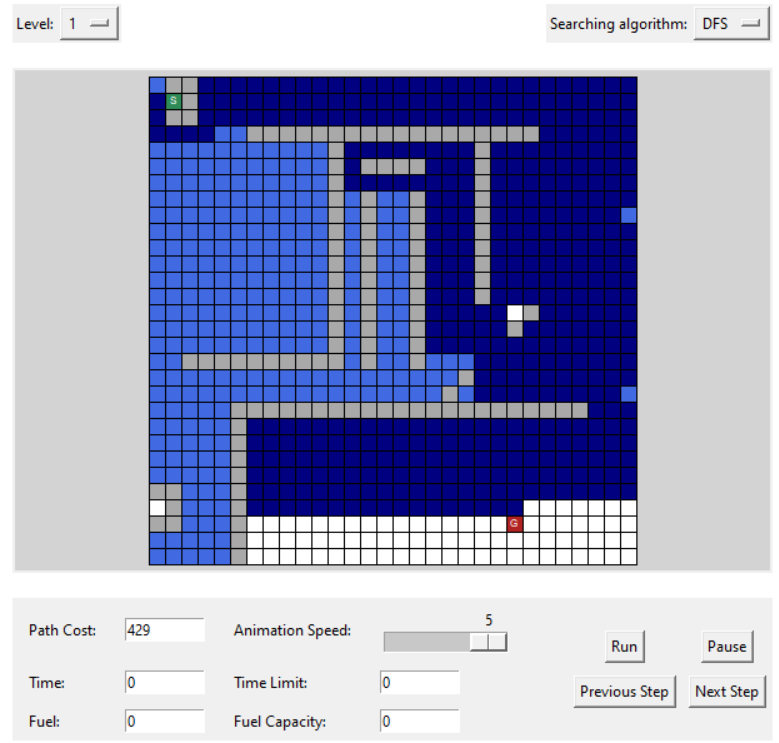 Level: 1 Searching algorithm: DFS
S
G
5
Path Cost: 429 Animation Speed: Run Pause
Time: 0 Time Limit: 0 Previous Step Next Step
Fuel: 0 Fuel Capacity: 0